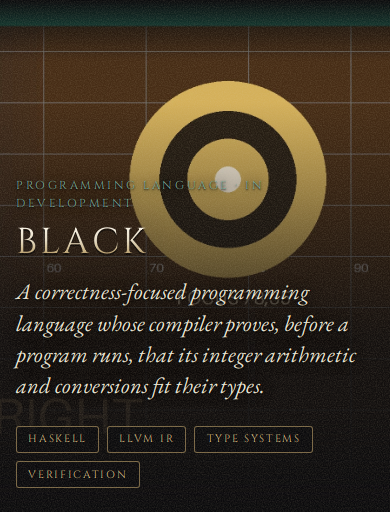 PROGRAMMING LANGUAGE · IN
DEVELOPMENT
BLACK
60 70 90
A correctness-focused programming
language whose compiler proves, before a
program runs, that its integer arithmetic
and conversions fit their types.
RIGHT
HASKELL LLVM IR TYPE SYSTEMS
VERIFICATION